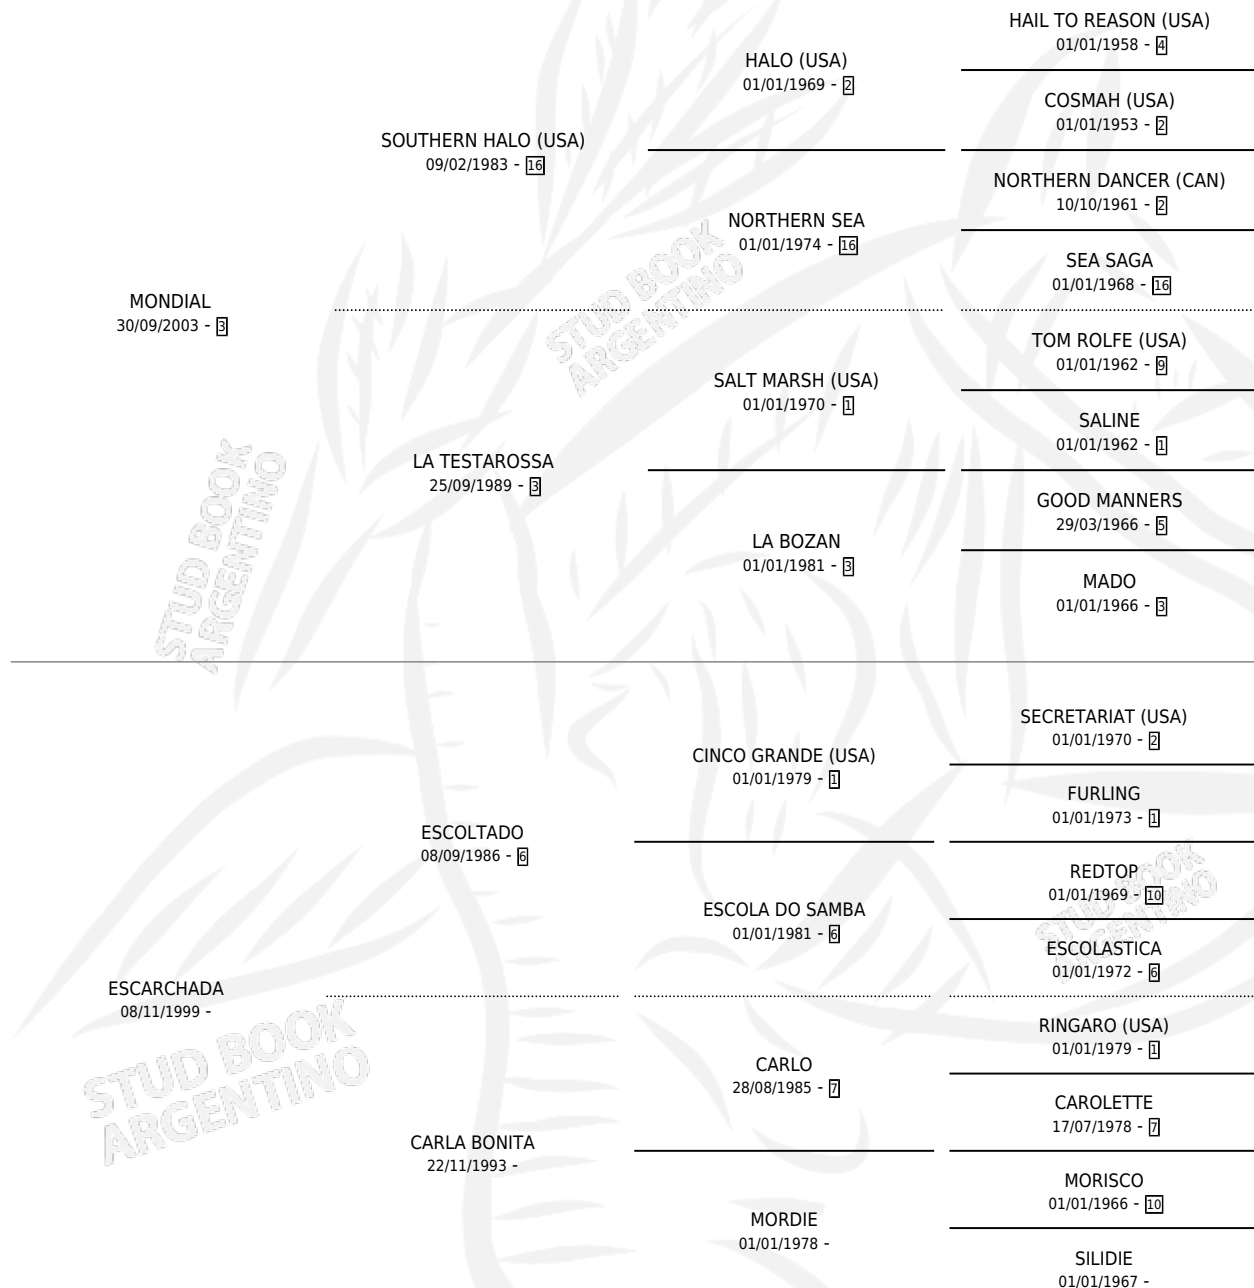 HAIL TO REASON (USA)
01/01/1958 - 4
HALO (USA)
01/01/1969 - 2
COSMAH (USA)
01/01/1953 - 2
SOUTHERN HALO (USA)
09/02/1983 - 16
NORTHERN DANCER (CAN)
10/10/1961 - 2
NORTHERN SEA
01/01/1974 - 16
SEA SAGA
01/01/1968 - 16
MONDIAL
30/09/2003 - 3
TOM ROLFE (USA)
01/01/1962 - 9
SALT MARSH (USA)
01/01/1970 - 1
SALINE
01/01/1962 - 1
LA TESTAROSSA
25/09/1989 - 3
GOOD MANNERS
29/03/1966 - 5
LA BOZAN
01/01/1981 - 3
MADO
01/01/1966 - 3
SECRETARIAT (USA)
01/01/1970 - 2
CINCO GRANDE (USA)
01/01/1979 - 1
FURLING
01/01/1973 - 1
ESCOLTADO
08/09/1986 - 6
REDTOP
01/01/1969 - 10
ESCOLA DO SAMBA
01/01/1981 - 6
ESCOLASTICA
01/01/1972 - 6
ESCARCHADA
08/11/1999 -
RINGARO (USA)
01/01/1979 - 1
CARLO
28/08/1985 - 7
CAROLETTE
17/07/1978 - 7
CARLA BONITA
22/11/1993 -
MORISCO
01/01/1966 - 10
MORDIE
01/01/1978 -
SILIDIE
01/01/1967 -
STUD BOOK
ARGENTINO
STUD BOOK
ARGENTINO
STUD BOOK
ARGENTINO
STUD BOOK
ARGENTINO